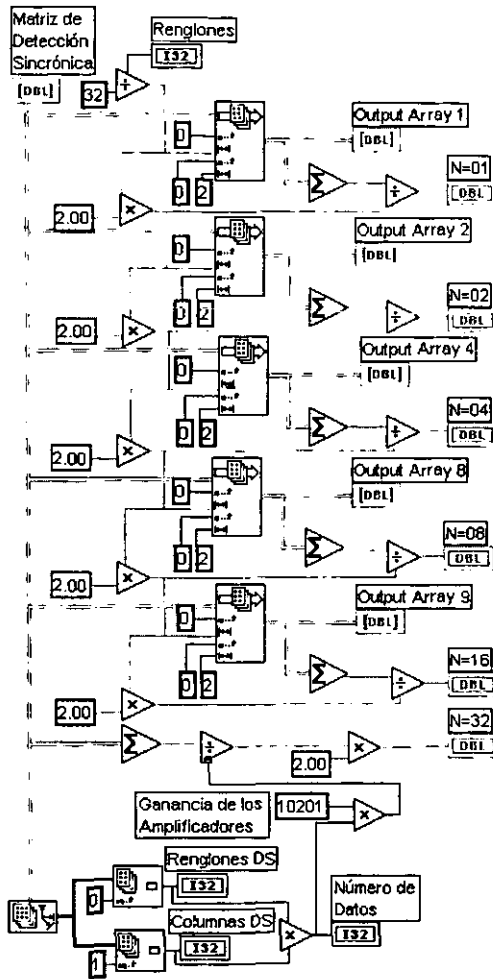 Matriz de
Detección
Sincrónica
[DBL]
Renglones
I32
32
÷
Output Array 1
[DBL]
0
0 2
Σ
÷
N=01
DBL
2.00
×
Output Array 2
[DBL]
0
0 2
Σ
÷
N=02
DBL
2.00
×
Output Array 4
[DBL]
0
0 2
Σ
÷
N=04
DBL
2.00
×
Output Array 8
[DBL]
0
0 2
Σ
÷
N=08
DBL
2.00
×
Output Array 9
[DBL]
0
0 2
Σ
÷
N=16
DBL
2.00
×
Σ
÷
2.00
×
N=32
DBL
Ganancia de los
Amplificadores
10201
×
Renglones DS
I32
0
Columnas DS
I32
1
×
Número de
Datos
I32